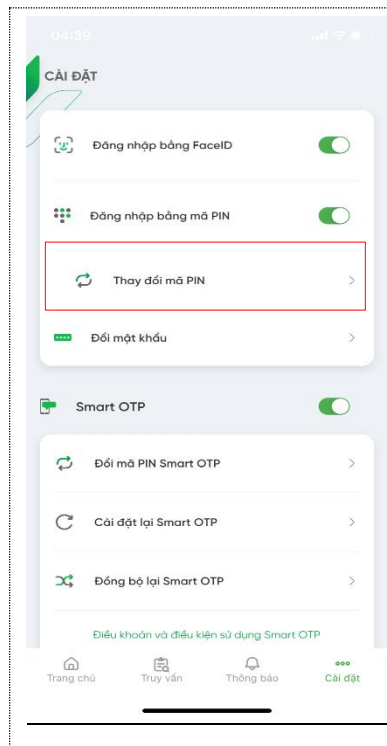 04:39
CÀI ĐẶT
Đăng nhập bằng FaceID
Đăng nhập bằng mã PIN
Thay đổi mã PIN
Đổi mật khẩu
Smart OTP
Đổi mã PIN Smart OTP
Cài đặt lại Smart OTP
Đồng bộ lại Smart OTP
Điều khoản và điều kiện sử dụng Smart OTP
Trang chủ Truy vấn Thông báo Cài đặt